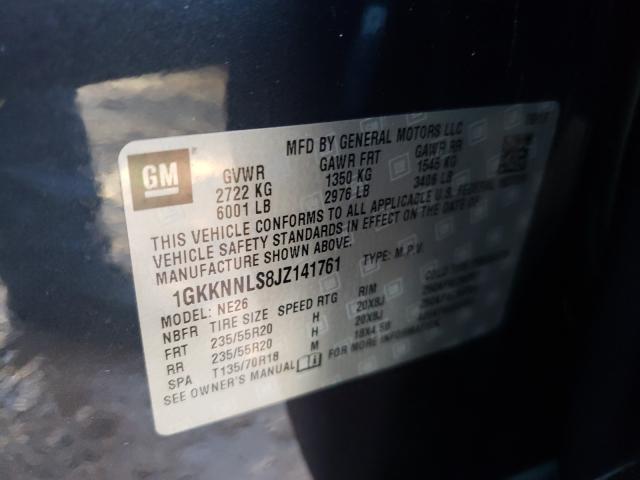 MFD BY GENERAL MOTORS LLC
GM
GVWR GAWR FRT GAWR RR
2722 KG 1350 KG 1545 KG
6001 LB 2976 LB 3406 LB
THIS VEHICLE CONFORMS TO ALL APPLICABLE U.S. FEDERAL
VEHICLE SAFETY STANDARDS IN EFFECT ON THE DATE OF
MANUFACTURE SHOWN ABOVE.
1GKKNNLS8JZ141761 TYPE: M.P.V.
MODEL: NE26
NBFR TIRE SIZE SPEED RTG RIM COLD TIRE
FRT 235/55R20 H 20X8J
RR 235/55R20 H 20X8J
SPA T135/70R18 M 18X4.5B
SEE OWNER'S MANUAL FOR MORE INFORMATION.